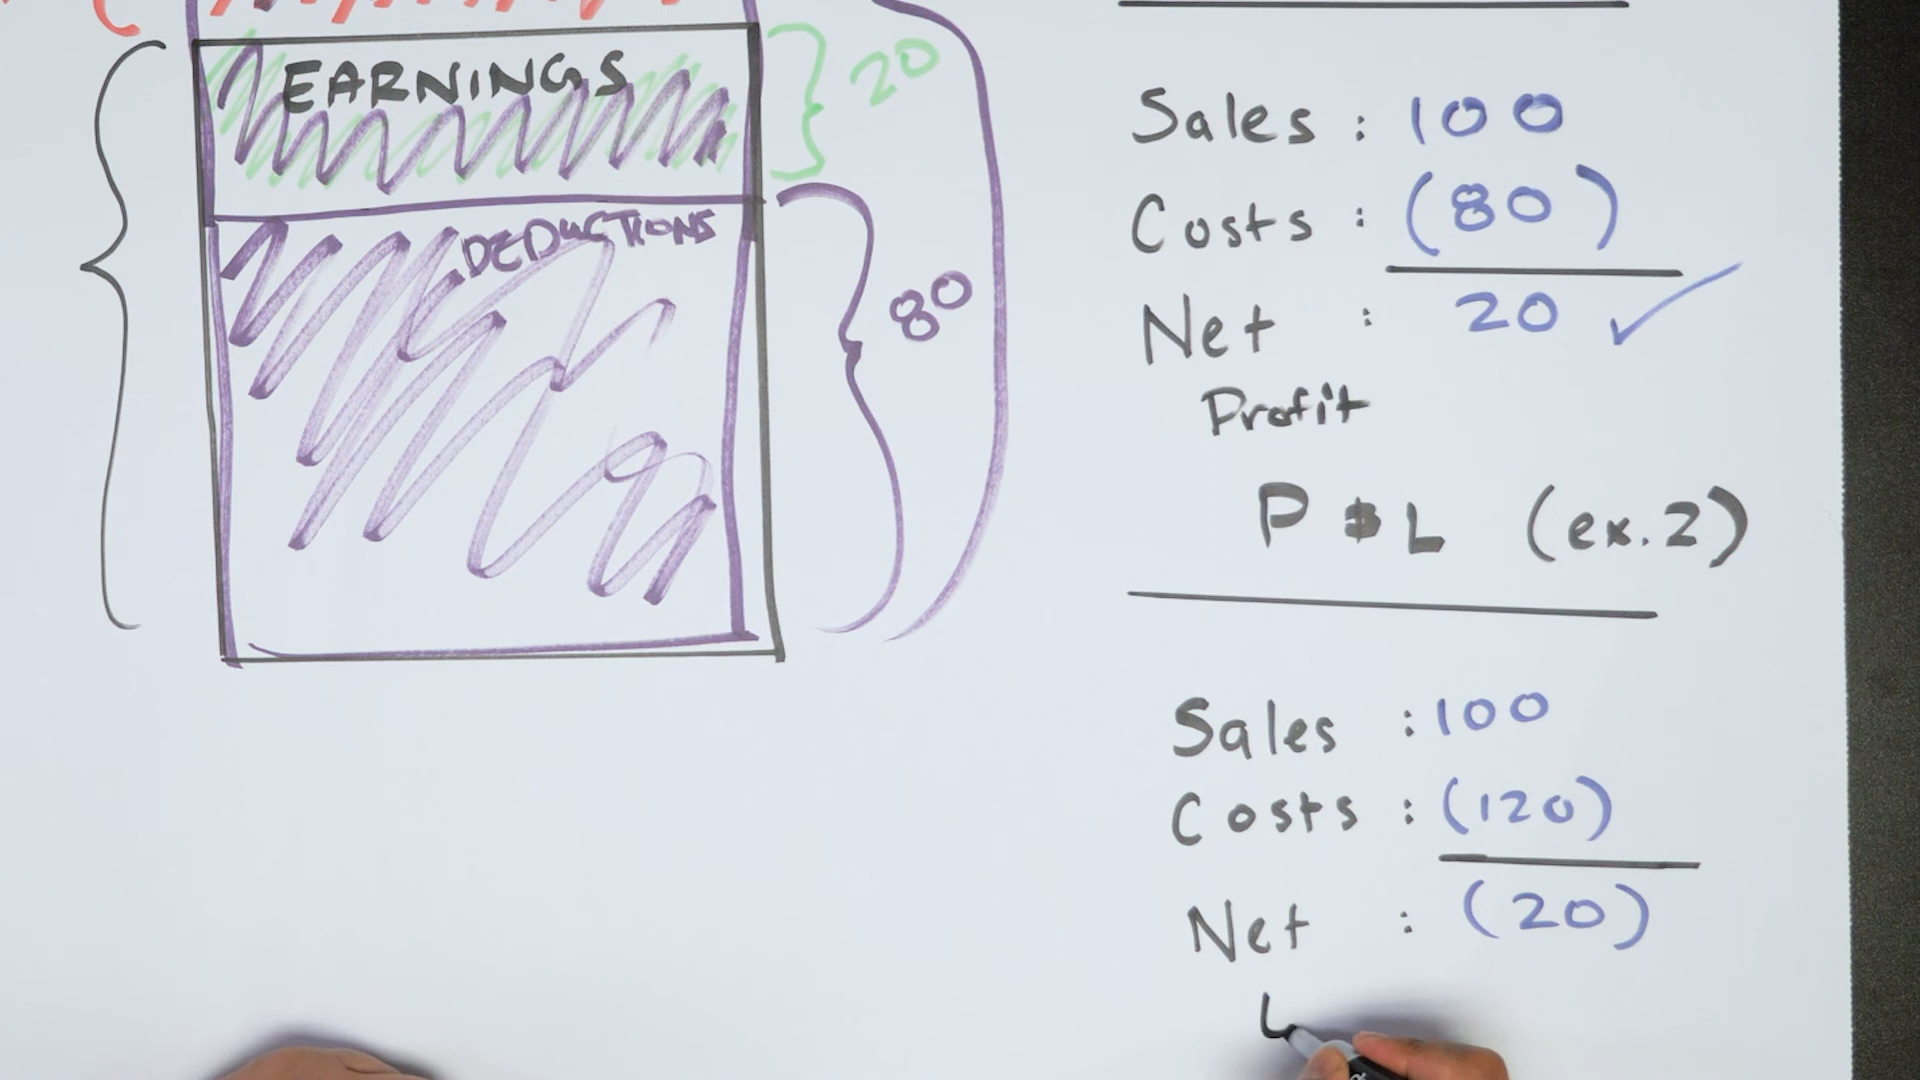 EARNINGS
20
DEDUCTIONS
80
Sales : 100
Costs : (80)
Net : 20 ✓
Profit
P $ L (ex. 2)
Sales : 100
Costs : (120)
Net : (20)
L